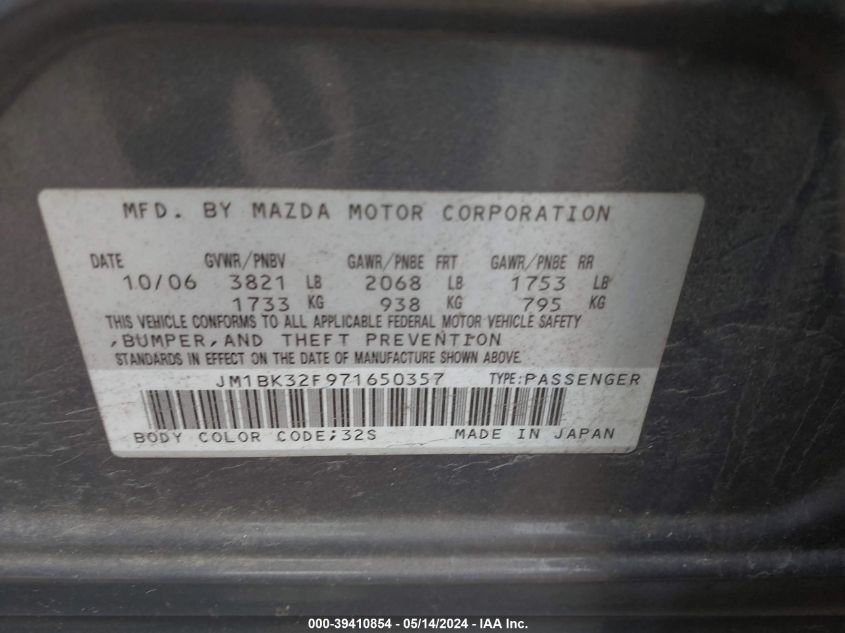 MFD. BY MAZDA MOTOR CORPORATION
DATE GVWR/PNBV GAWR/PNBE FRT GAWR/PNBE RR
10/06 3821 LB 2068 LB 1753 LB
1733 KG 938 KG 795 KG
THIS VEHICLE CONFORMS TO ALL APPLICABLE FEDERAL MOTOR VEHICLE SAFETY
,BUMPER,AND THEFT PREVENTION
STANDARDS IN EFFECT ON THE DATE OF MANUFACTURE SHOWN ABOVE.
JM1BK32F971650357 TYPE:PASSENGER
BODY COLOR CODE;32S MADE IN JAPAN
000-39410854 - 05/14/2024 - IAA Inc.